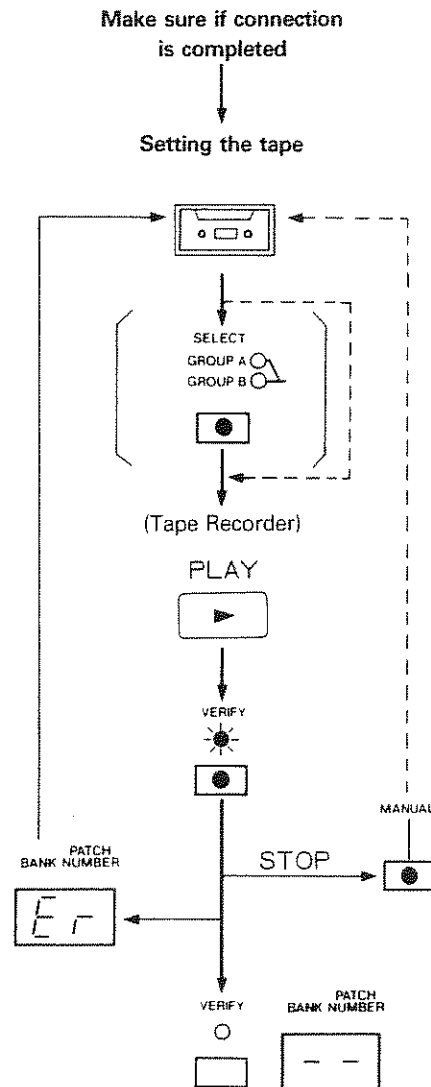 Make sure if connection
is completed
Setting the tape
SELECT
GROUP A
GROUP B
(Tape Recorder)
PLAY
VERIFY
MANUAL
STOP
PATCH
BANK NUMBER
Er
VERIFY
PATCH
BANK NUMBER
- -